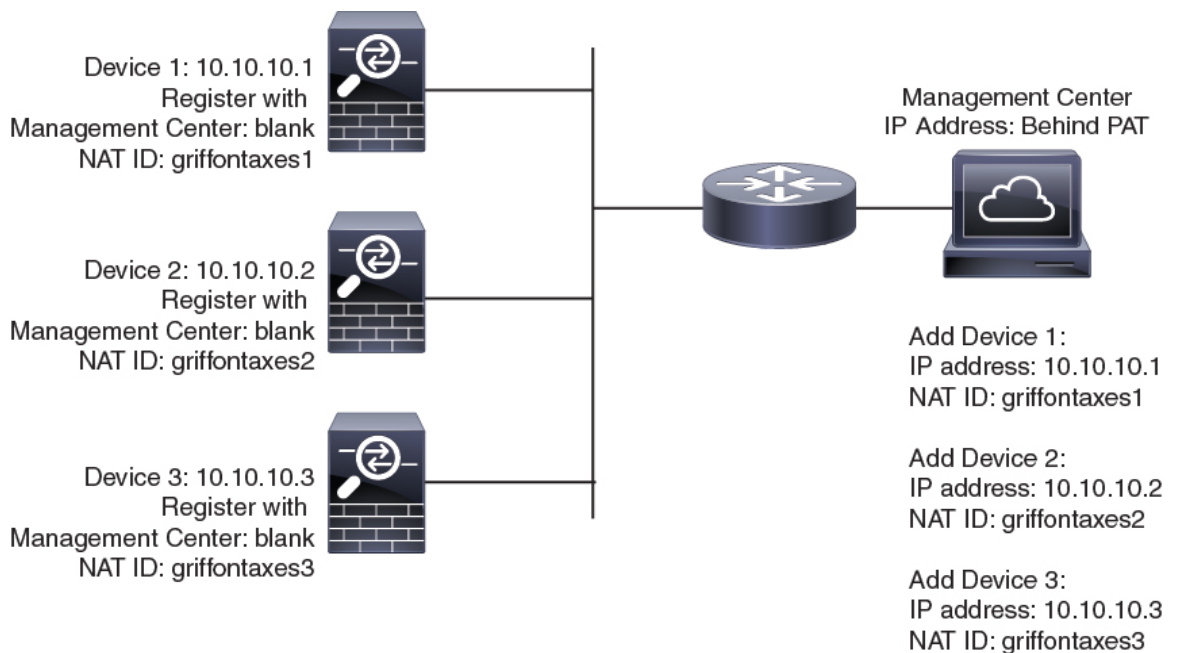 Device 1: 10.10.10.1
Register with
Management Center: blank
NAT ID: griffontaxes1
Device 2: 10.10.10.2
Register with
Management Center: blank
NAT ID: griffontaxes2
Device 3: 10.10.10.3
Register with
Management Center: blank
NAT ID: griffontaxes3
Management Center
IP Address: Behind PAT
Add Device 1:
IP address: 10.10.10.1
NAT ID: griffontaxes1
Add Device 2:
IP address: 10.10.10.2
NAT ID: griffontaxes2
Add Device 3:
IP address: 10.10.10.3
NAT ID: griffontaxes3